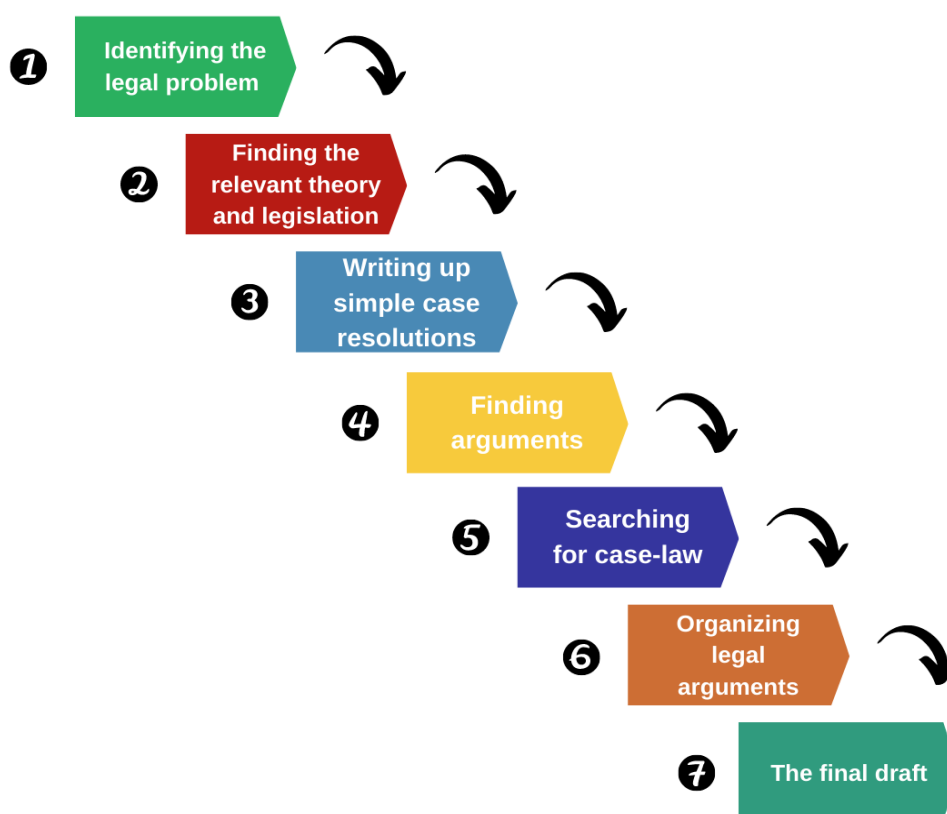 1
Identifying the
legal problem
2
Finding the
relevant theory
and legislation
3
Writing up
simple case
resolutions
4
Finding
arguments
5
Searching
for case-law
6
Organizing
legal
arguments
7
The final draft